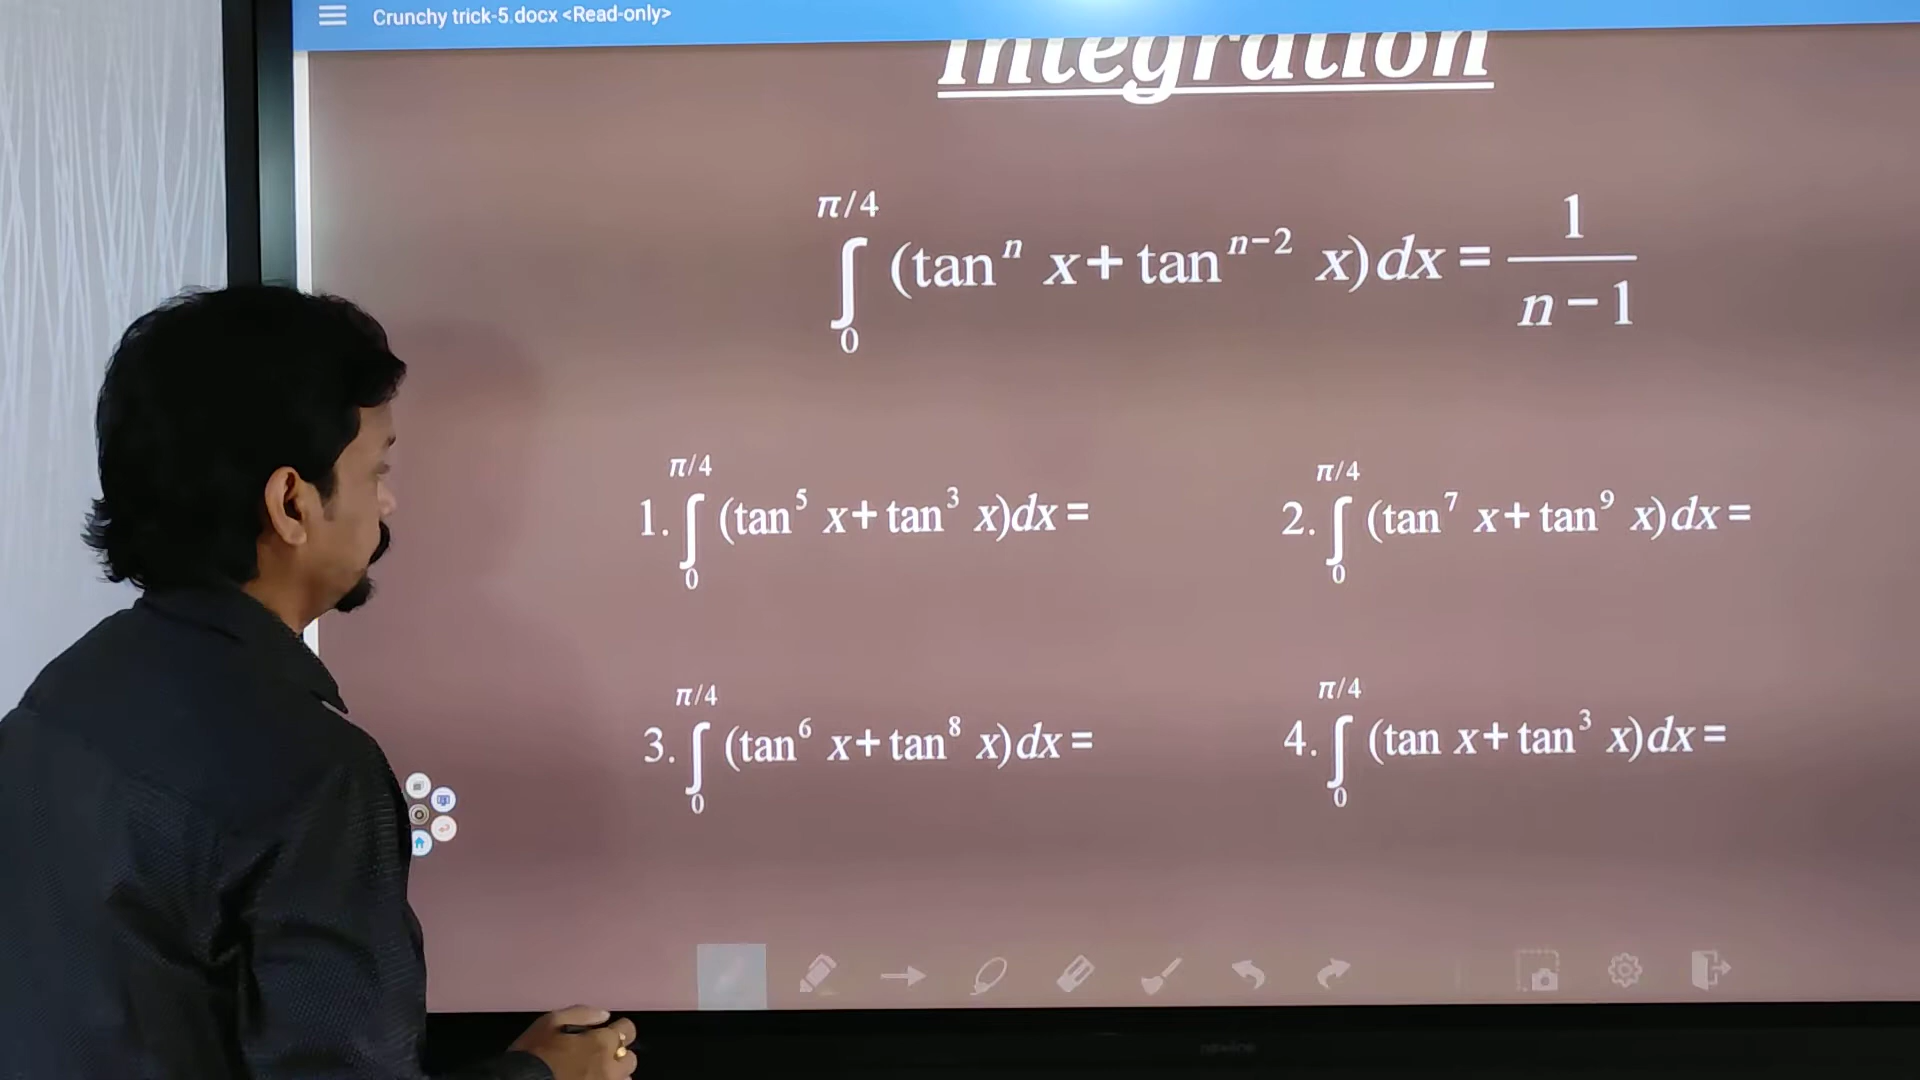 Crunchy trick-5.docx <Read-only>
Integration
∫₀^{π/4} (tanⁿ x + tanⁿ⁻² x) dx = 1/(n−1)
1. ∫₀^{π/4} (tan⁵ x + tan³ x)dx =
2. ∫₀^{π/4} (tan⁷ x + tan⁹ x)dx =
3. ∫₀^{π/4} (tan⁶ x + tan⁸ x)dx =
4. ∫₀^{π/4} (tan x + tan³ x)dx =